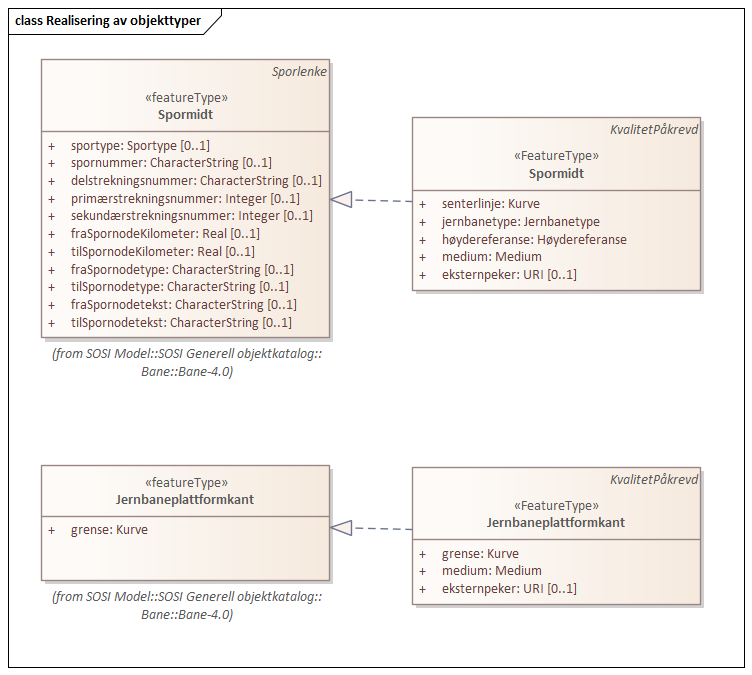 class Realisering av objekttyper
Sporlenke
«featureType»
Spormidt
+ sportype: Sportype [0..1]
+ spornummer: CharacterString [0..1]
+ delstrekningsnummer: CharacterString [0..1]
+ primærstrekningsnummer: Integer [0..1]
+ sekundærstrekningsnummer: Integer [0..1]
+ fraSpornodeKilometer: Real [0..1]
+ tilSpornodeKilometer: Real [0..1]
+ fraSpornodetype: CharacterString [0..1]
+ tilSpornodetype: CharacterString [0..1]
+ fraSpornodetekst: CharacterString [0..1]
+ tilSpornodetekst: CharacterString [0..1]
(from SOSI Model::SOSI Generell objektkatalog::
Bane::Bane-4.0)
KvalitetPåkrevd
«FeatureType»
Spormidt
+ senterlinje: Kurve
+ jernbanetype: Jernbanetype
+ høydereferanse: Høydereferanse
+ medium: Medium
+ eksternpeker: URI [0..1]
«featureType»
Jernbaneplattformkant
+ grense: Kurve
(from SOSI Model::SOSI Generell objektkatalog::
Bane::Bane-4.0)
KvalitetPåkrevd
«FeatureType»
Jernbaneplattformkant
+ grense: Kurve
+ medium: Medium
+ eksternpeker: URI [0..1]